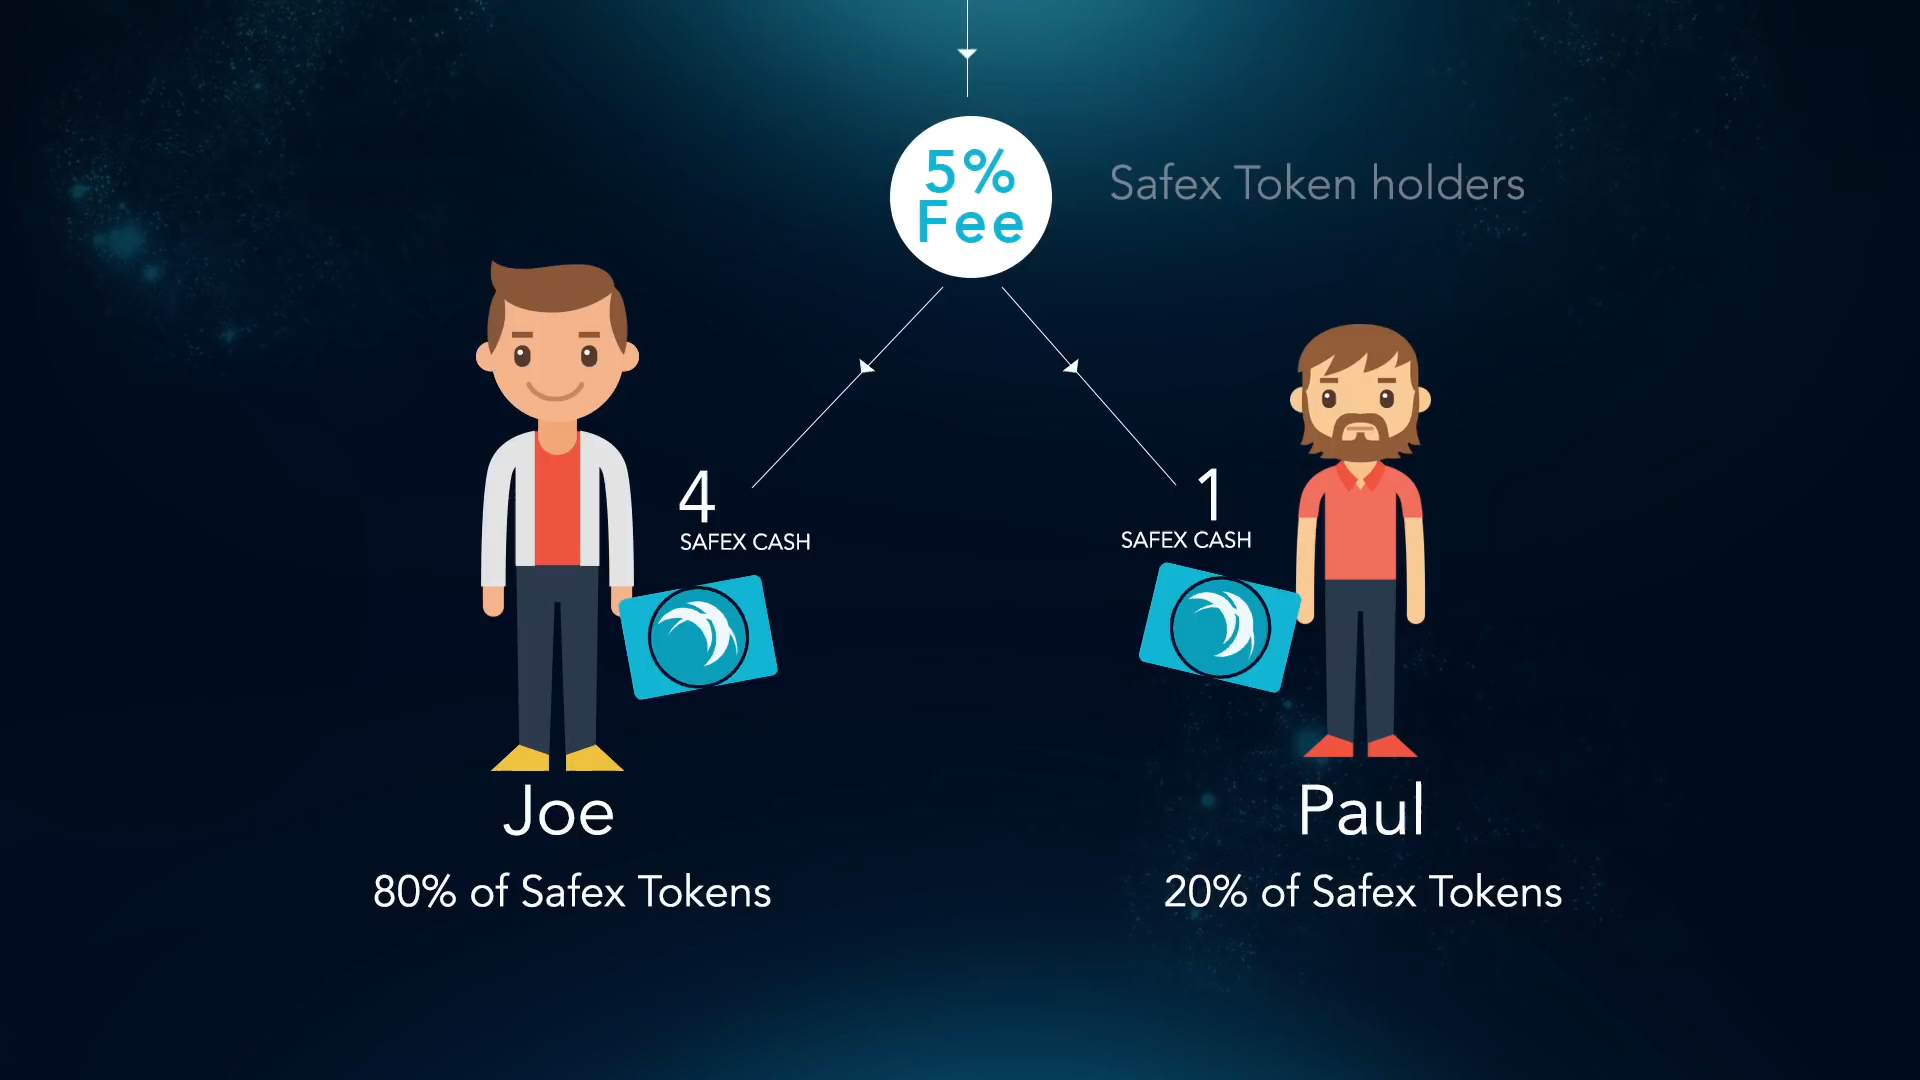 5%
Fee
Safex Token holders
4
SAFEX CASH
1
SAFEX CASH
Joe
80% of Safex Tokens
Paul
20% of Safex Tokens